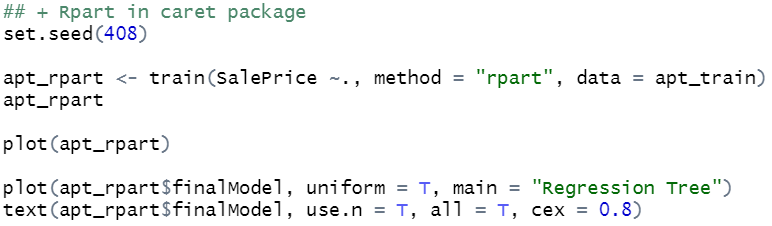 ## + Rpart in caret package
set.seed(408)
apt_rpart <- train(SalePrice ~., method = "rpart", data = apt_train)
apt_rpart
plot(apt_rpart)
plot(apt_rpart$finalModel, uniform = T, main = "Regression Tree")
text(apt_rpart$finalModel, use.n = T, all = T, cex = 0.8)